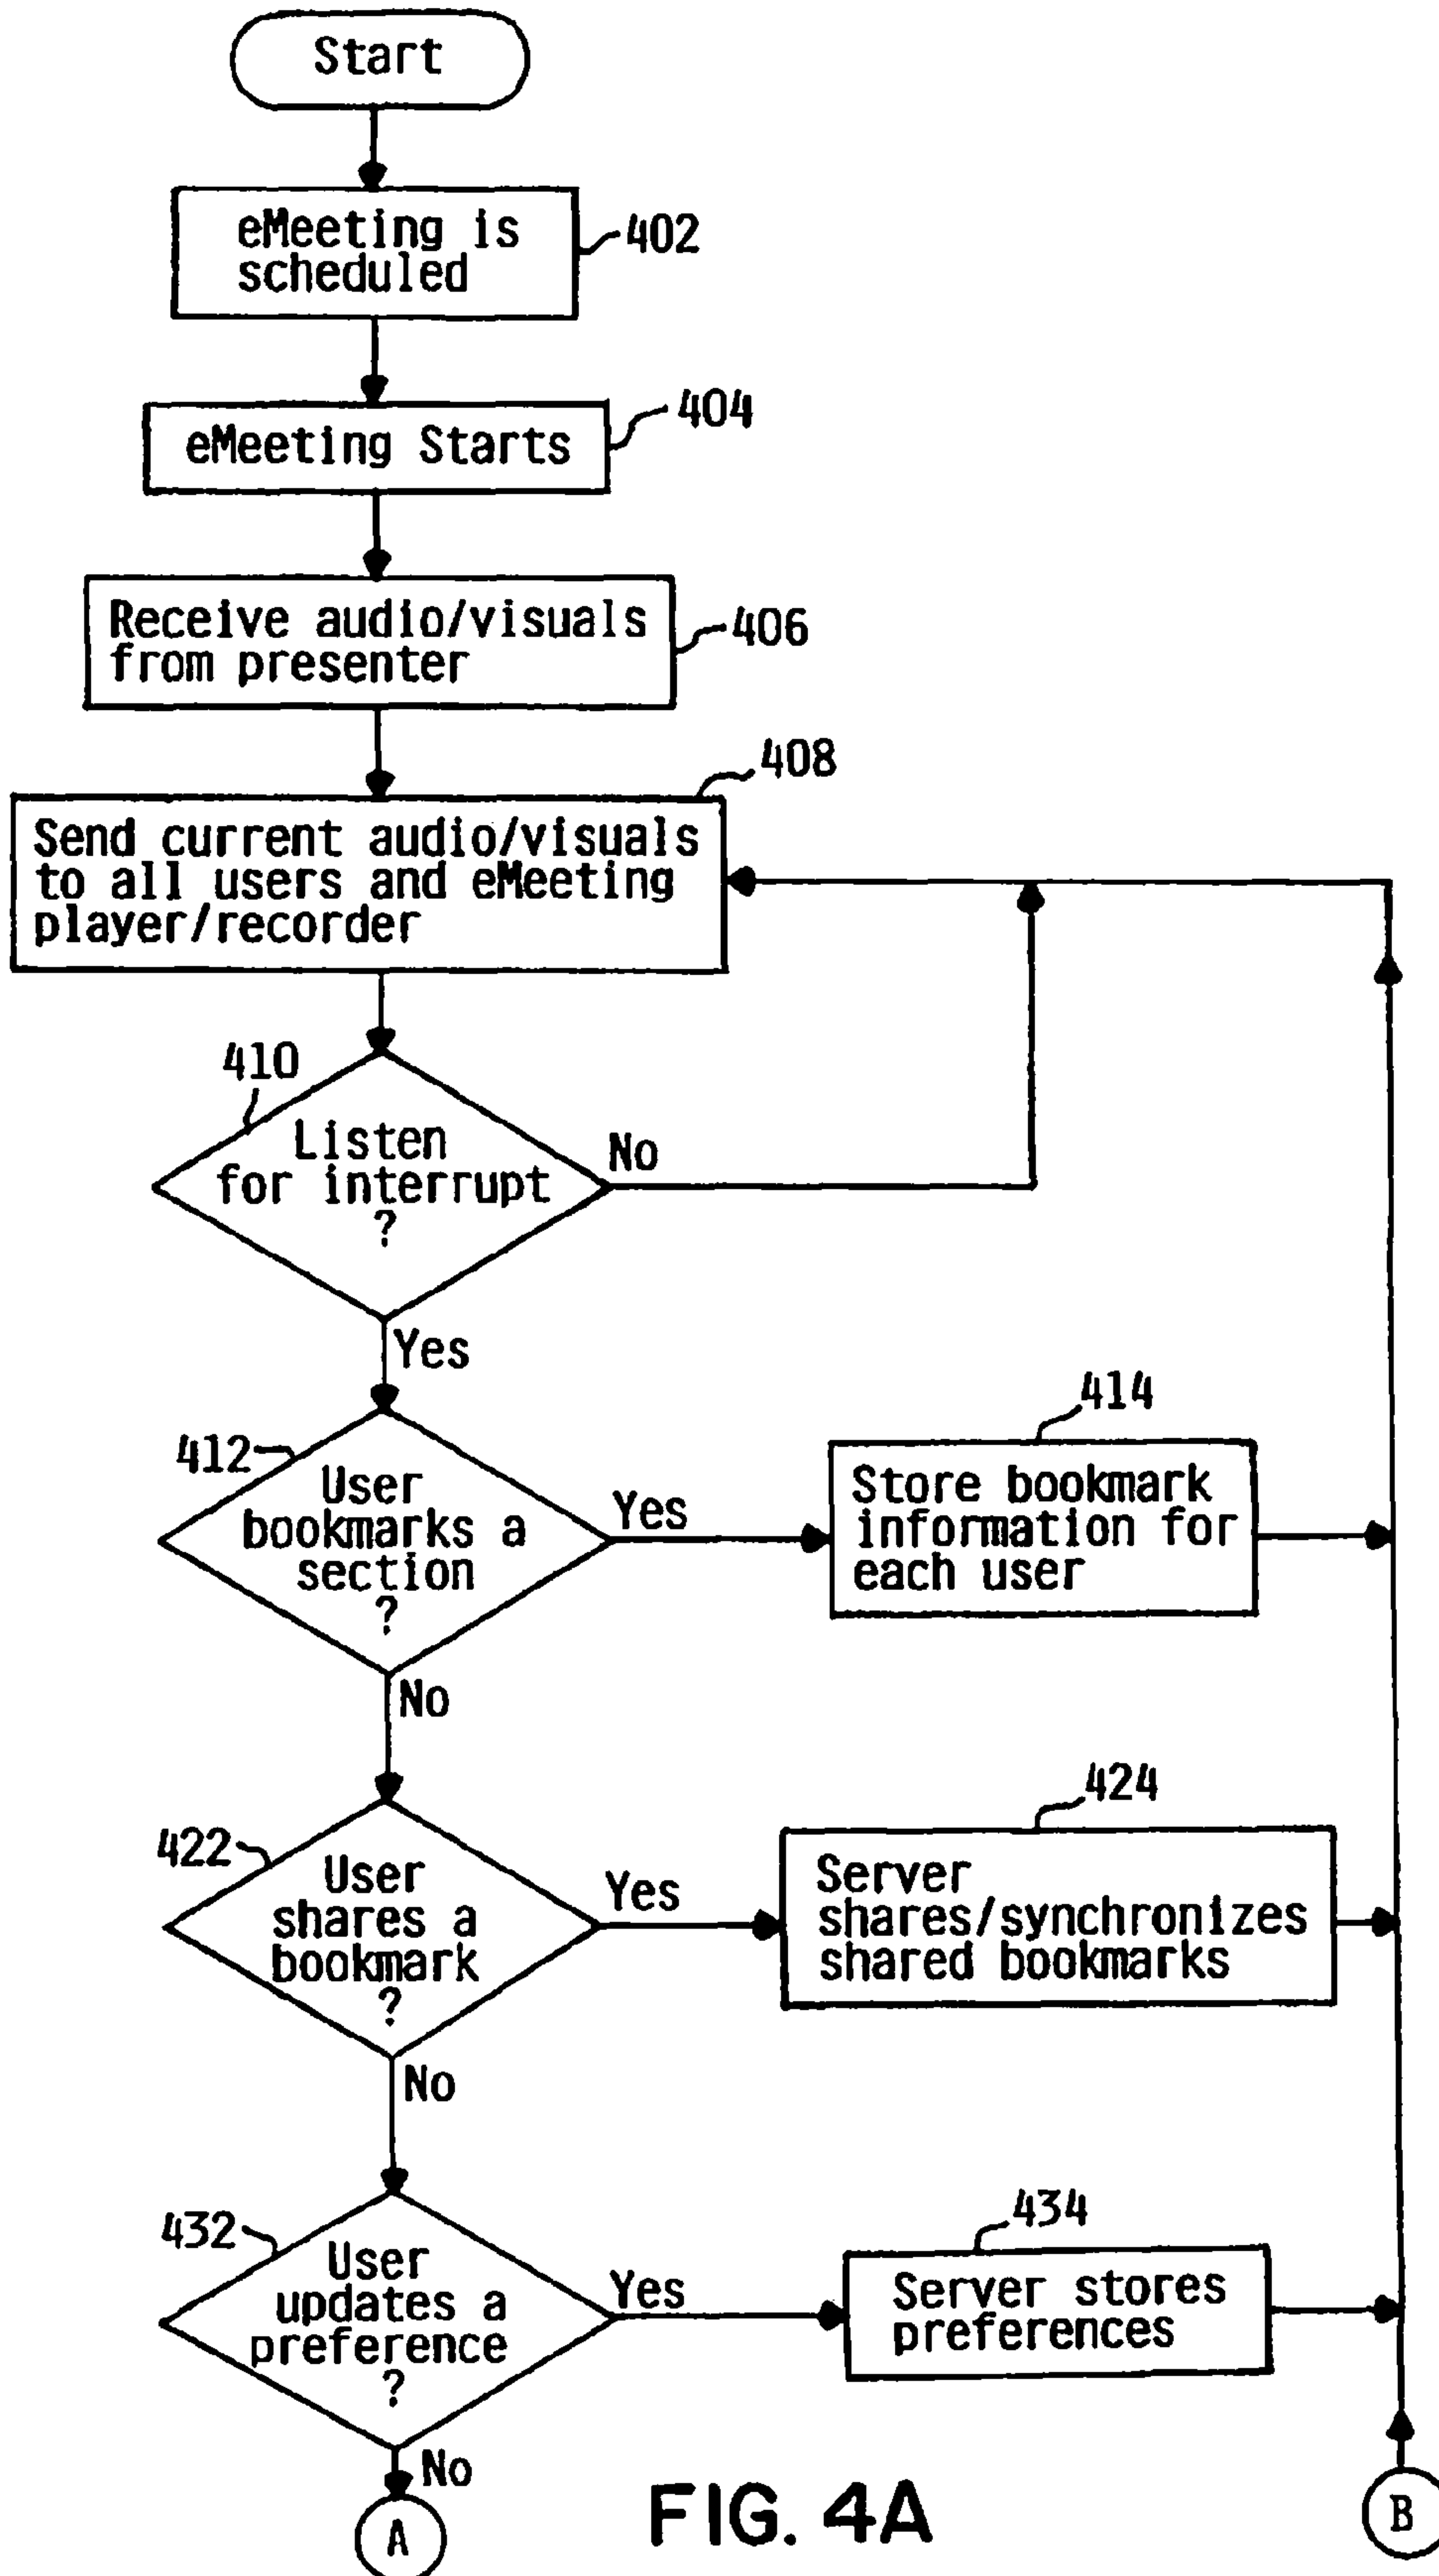 Start
eMeeting is
scheduled
402
eMeeting Starts
404
Receive audio/visuals
from presenter
406
408
Send current audio/visuals
to all users and eMeeting
player/recorder
410
Listen
for interrupt
?
No
Yes
412
User
bookmarks a
section
?
Yes
414
Store bookmark
information for
each user
No
422
User
shares a
bookmark
?
Yes
424
Server
shares/synchronizes
shared bookmarks
No
432
User
updates a
preference
?
Yes
434
Server stores
preferences
No
A
FIG. 4A
B